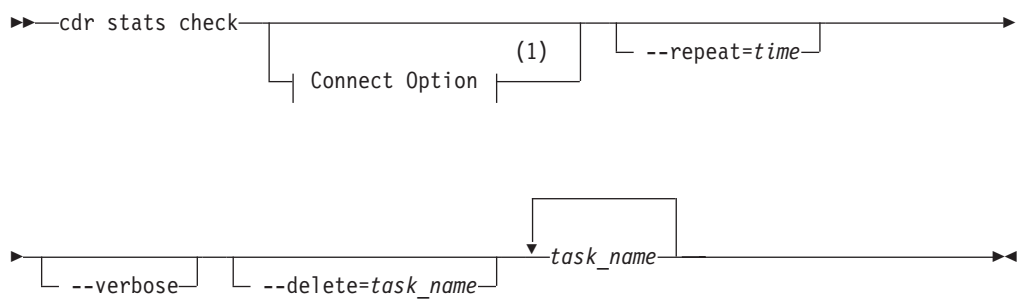 cdr stats check
(1)
Connect Option
--repeat=time
--verbose
--delete=task_name
task_name